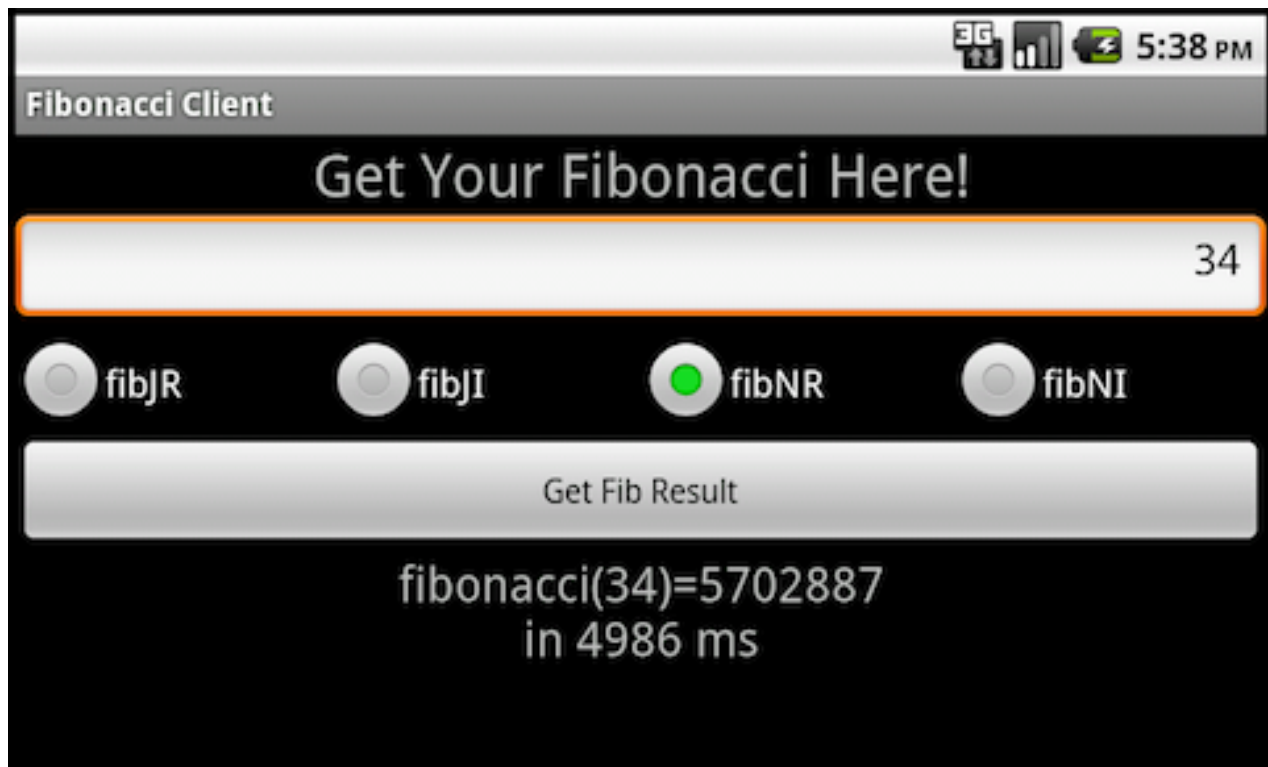 3G 5:38 PM
Fibonacci Client
Get Your Fibonacci Here!
34
fibJR fibJI fibNR fibNI
Get Fib Result
fibonacci(34)=5702887
in 4986 ms